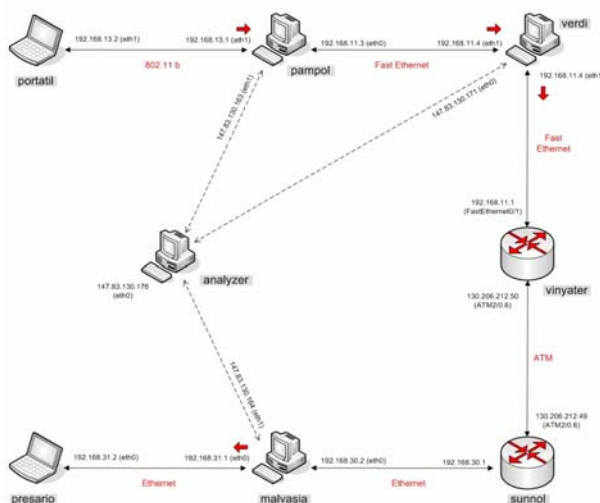 verdi
192.168.13.2 (eth1)
192.168.13.1 (eth1)
192.168.11.3 (eth0)
192.168.11.4 (eth1)
portatil
802.11 b
pampol
Fast Ethernet
192.168.11.4 (eth1
147.83.130.163 (eth1)
147.83.130.171 (eth0)
Fast
Ethernet
192.168.11.1
(FastEthernet0/1)
analyzer
147.83.130.176
(eth0)
vinyater
130.206.212.50
(ATM2/0.6)
147.83.130.164 (eth1)
ATM
130.206.212.49
(ATM2/0.6)
192.168.31.2 (eth0)
192.168.31.1 (eth0)
192.168.30.2 (eth0)
192.168.30.1
presario
Ethernet
malvasia
Ethernet
sunnol